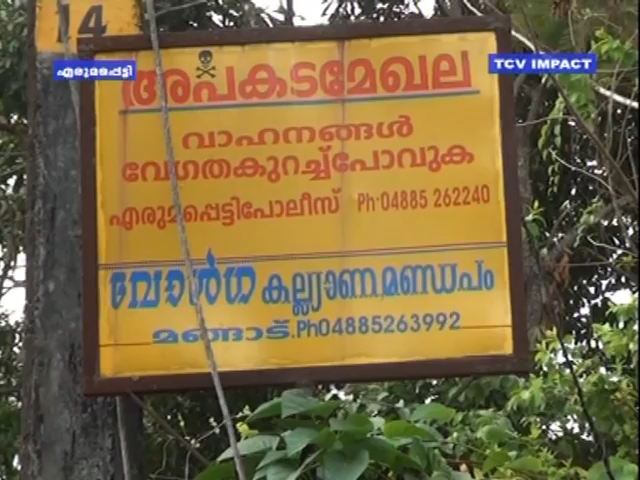 14
എരുമപ്പെട്ടി
TCV IMPACT
അപകടമേഖല
വാഹനങ്ങൾ
വേഗതകുറച്ച്പോവുക
എരുമപ്പെട്ടിപോലീസ് Ph:04885 262240
വോൾഗ കല്ല്യാണമണ്ഡപം
മങ്ങാട്.Ph04885263992